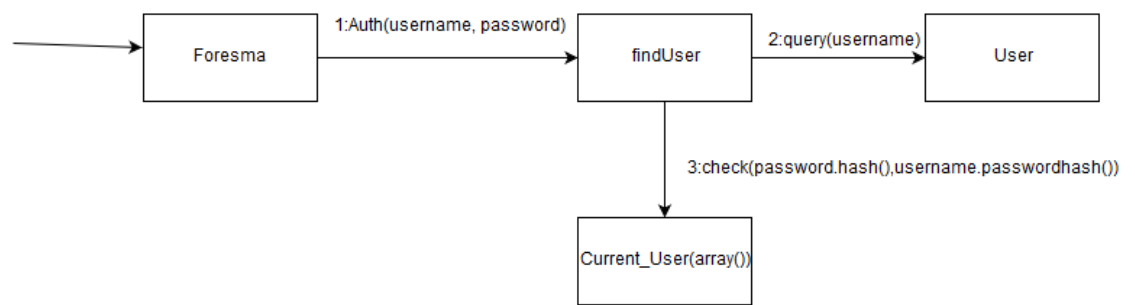 1:Auth(username, password)
Foresma
findUser
2:query(username)
User
3:check(password.hash(),username.passwordhash())
Current_User(array())